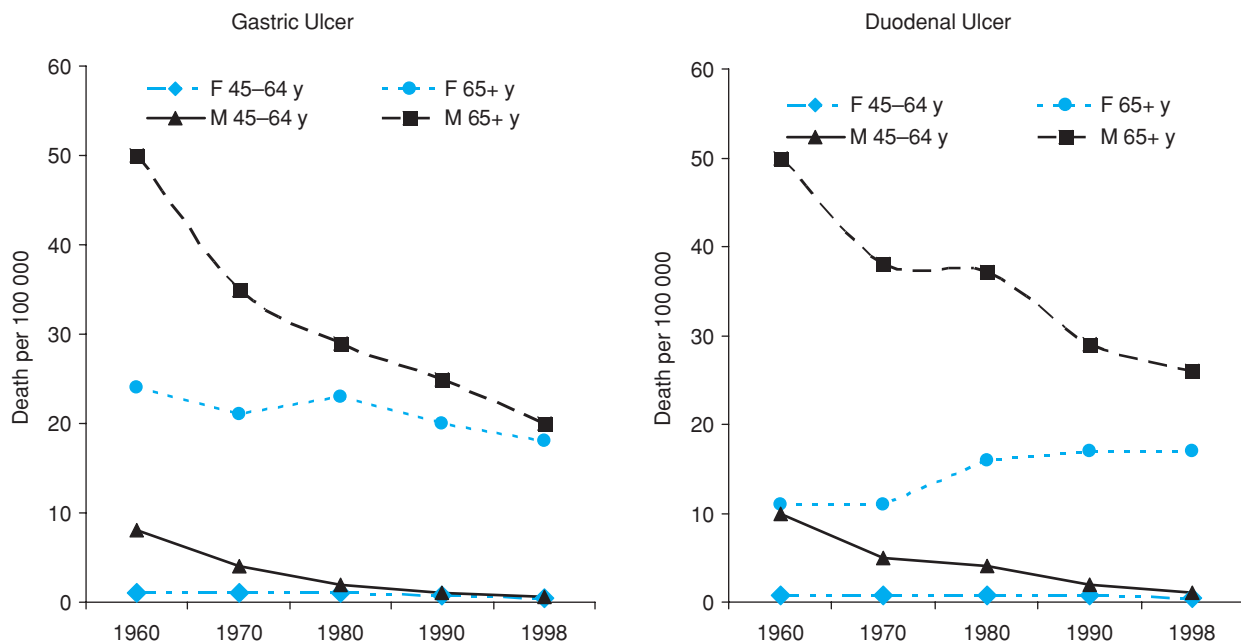 Gastric Ulcer
60
50
40
30
20
10
0
Death per 100 000
F 45–64 y
F 65+ y
M 45–64 y
M 65+ y
1960 1970 1980 1990 1998
Duodenal Ulcer
60
50
40
30
20
10
0
Death per 100 000
F 45–64 y
F 65+ y
M 45–64 y
M 65+ y
1960 1970 1980 1990 1998